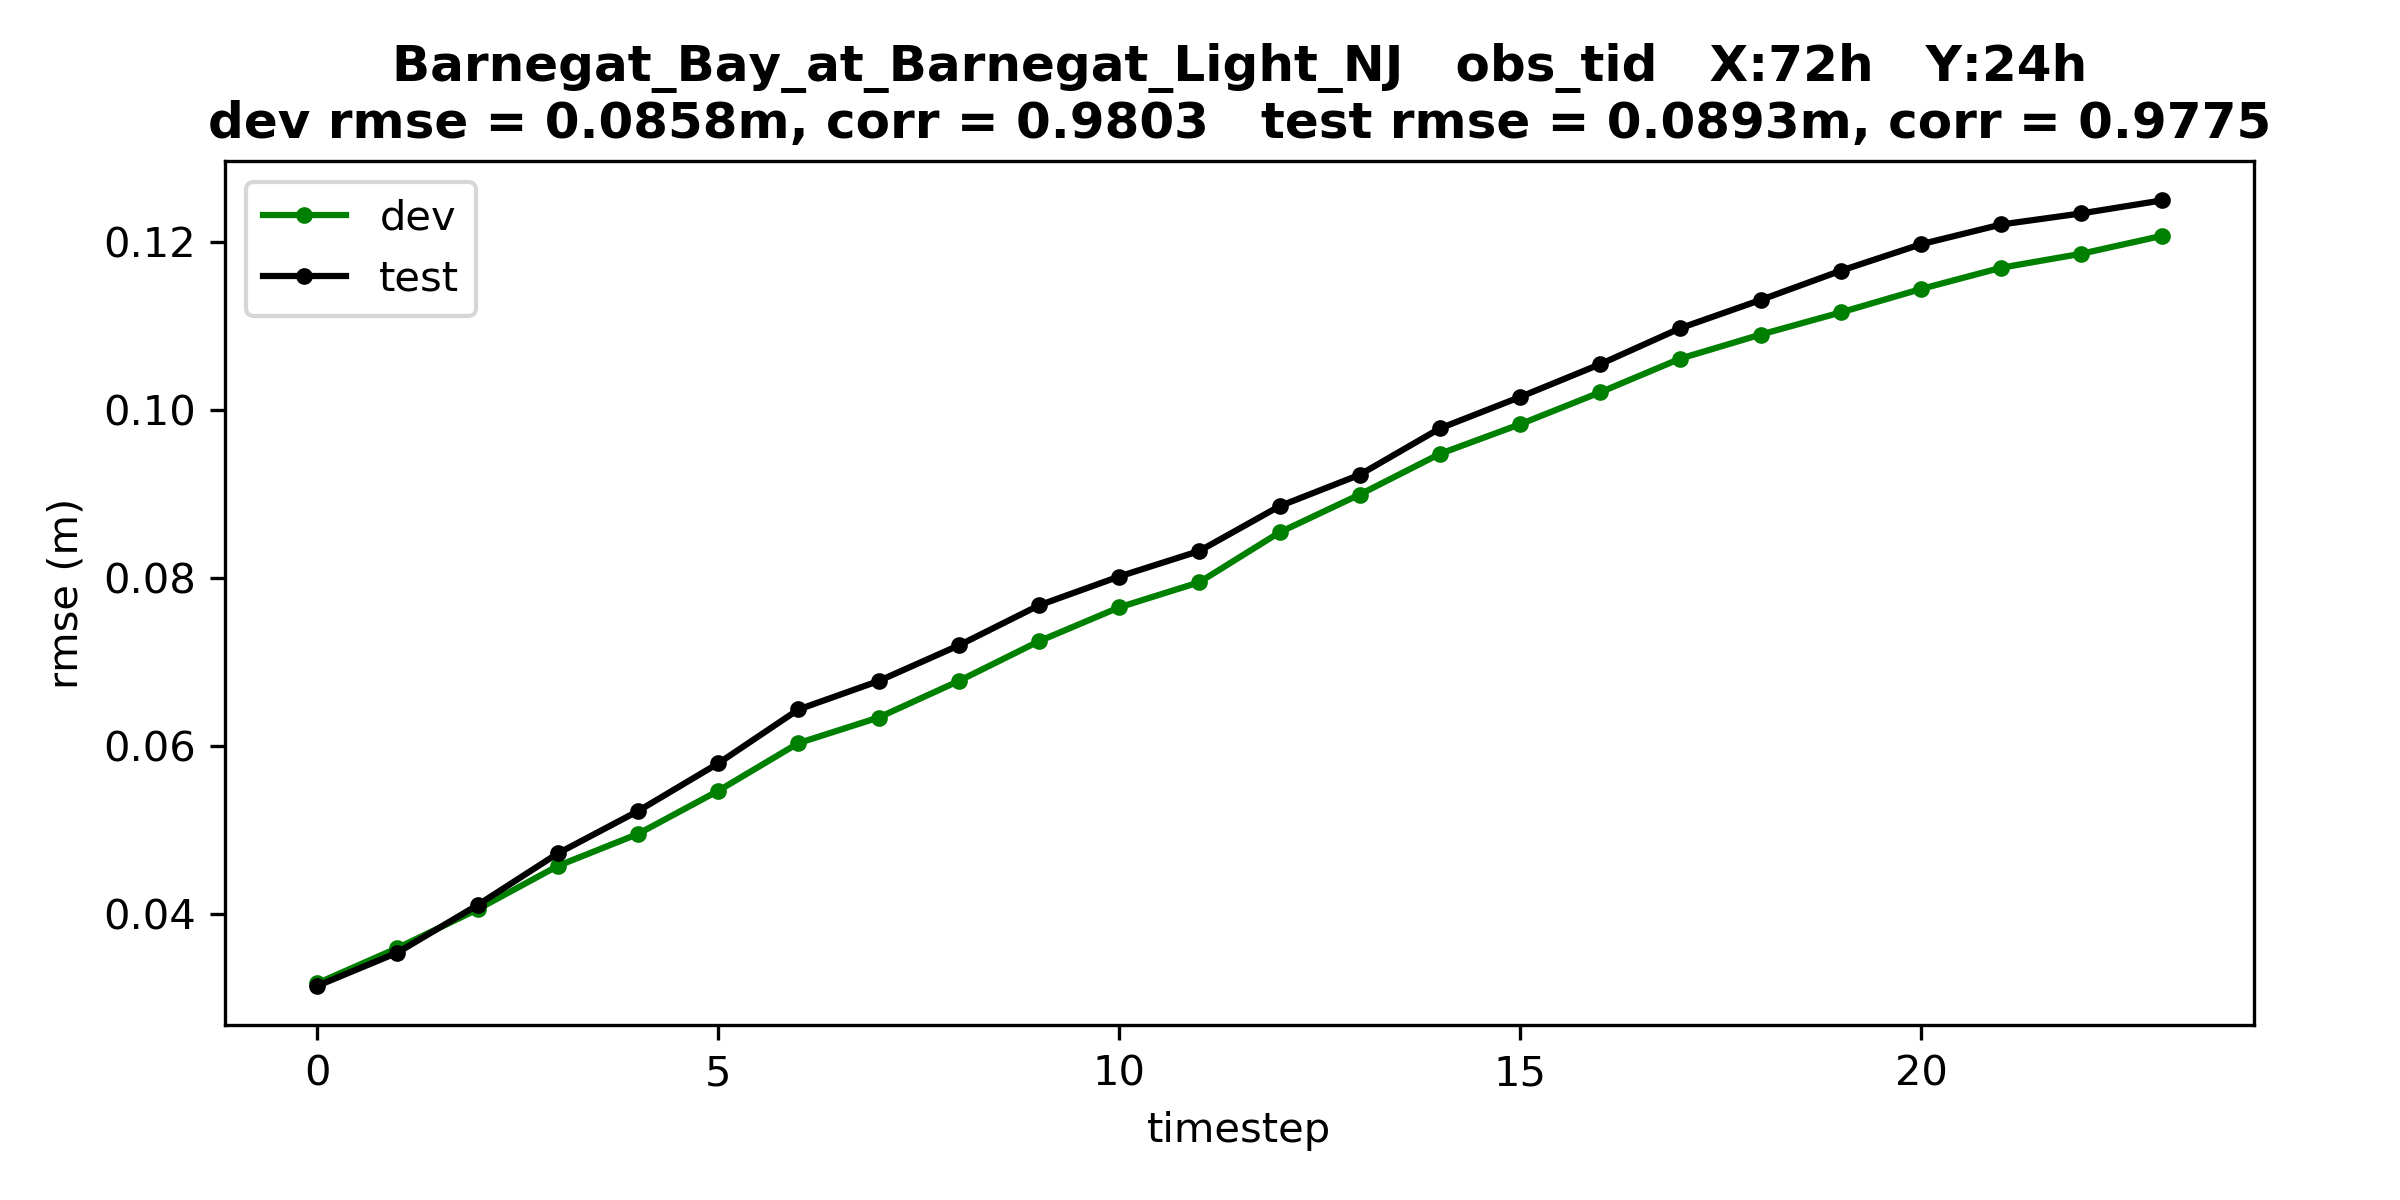 Barnegat_Bay_at_Barnegat_Light_NJ obs_tid X:72h Y:24h
dev rmse = 0.0858m, corr = 0.9803 test rmse = 0.0893m, corr = 0.9775
dev
test
0.12
0.10
0.08
0.06
0.04
rmse (m)
0 5 10 15 20
timestep